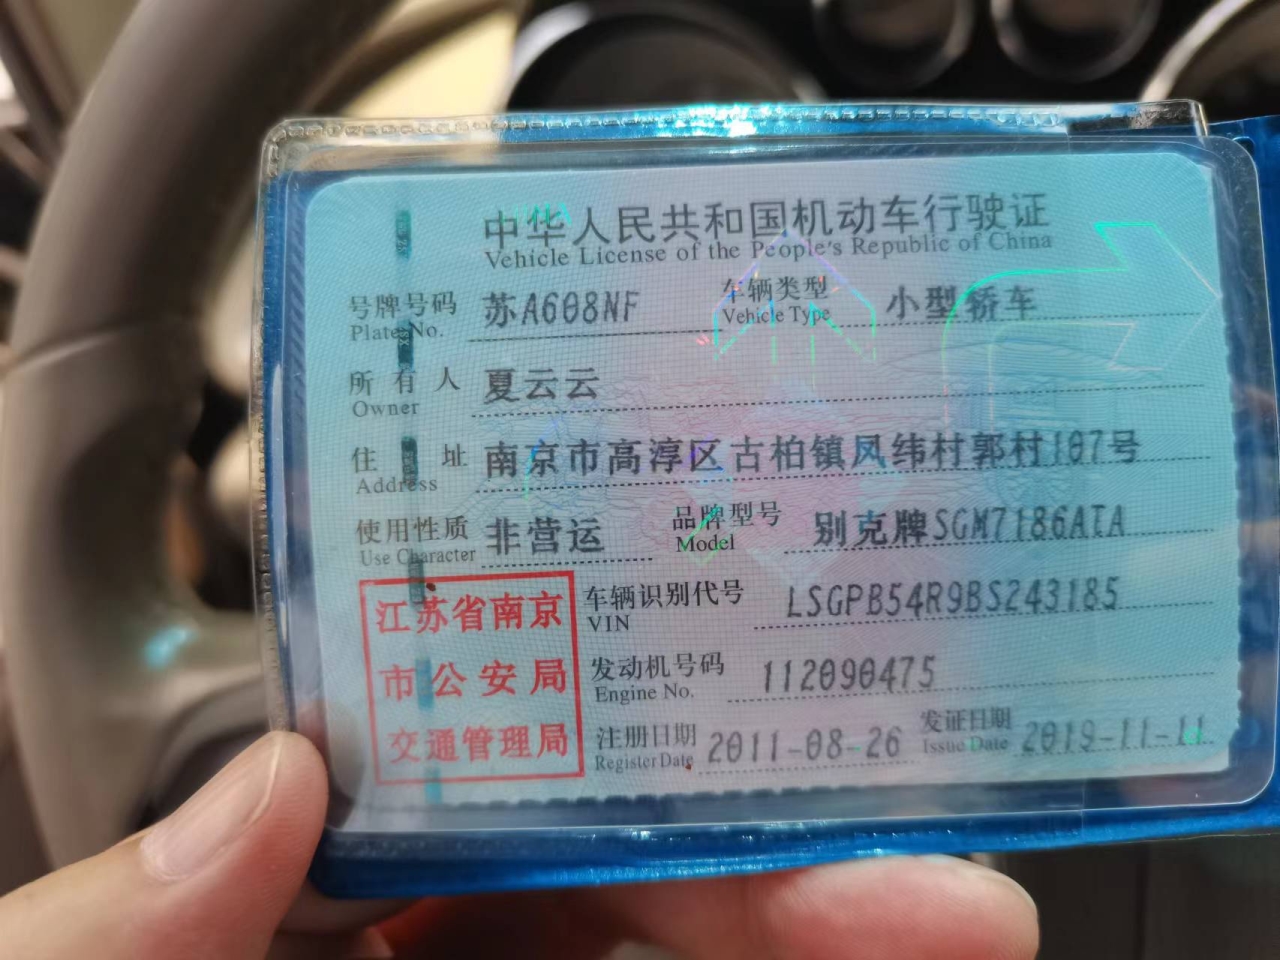 中华人民共和国机动车行驶证
Vehicle License of the People's Republic of China
号牌号码 苏A608NF 车辆类型 小型轿车
Plate No. Vehicle Type
所有人 夏云云
Owner
住址 南京市高淳区古柏镇凤纬村郭村107号
Address
使用性质 非营运 品牌型号 别克牌SGM7186ATA
Use Character Model
江苏省南京
市公安局
交通管理局
车辆识别代号 LSGPB54R9BS243185
VIN
发动机号码 112090475
Engine No.
注册日期 2011-08-26 发证日期 2019-11-11
Register Date Issue Date